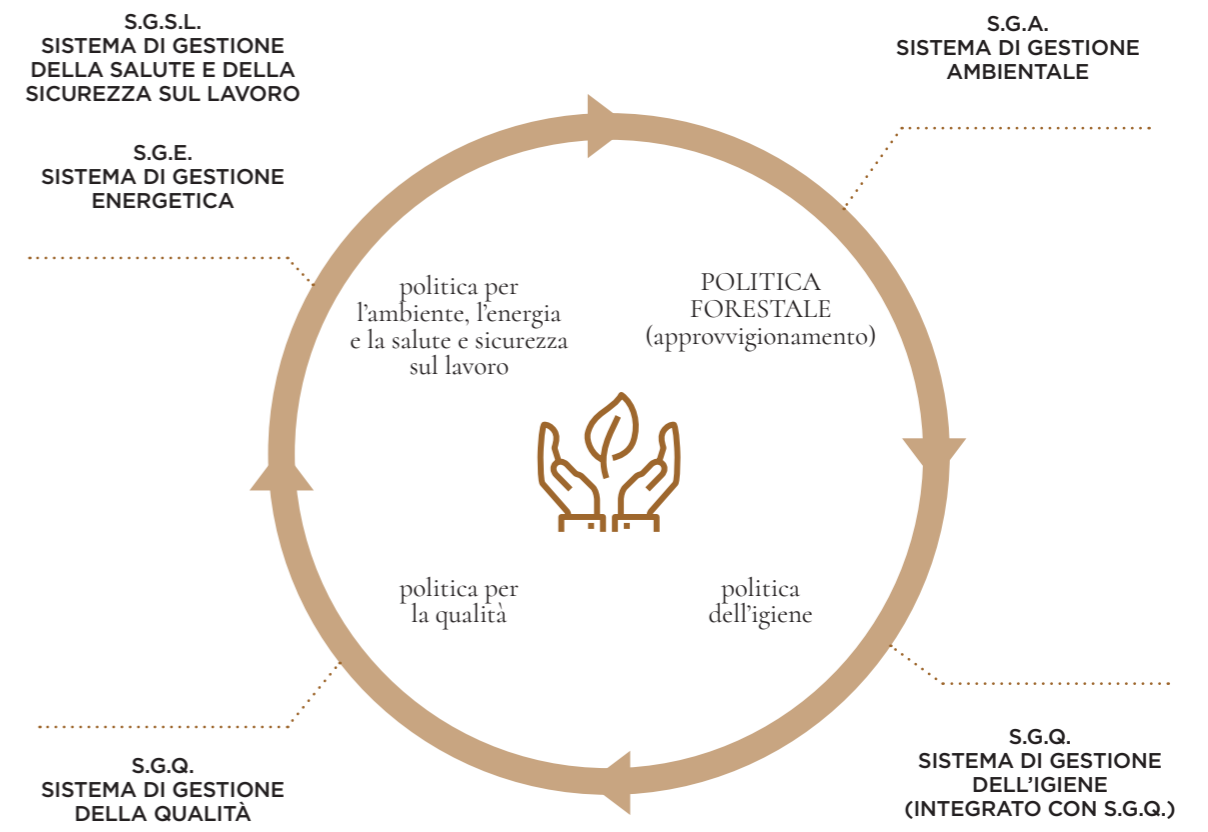 S.G.S.L.
SISTEMA DI GESTIONE
DELLA SALUTE E DELLA
SICUREZZA SUL LAVORO
S.G.E.
SISTEMA DI GESTIONE
ENERGETICA
S.G.A.
SISTEMA DI GESTIONE
AMBIENTALE
politica per
l’ambiente, l’energia
e la salute e sicurezza
sul lavoro
POLITICA
FORESTALE
(approvvigionamento)
politica per
la qualità
politica
dell’igiene
S.G.Q.
SISTEMA DI GESTIONE
DELLA QUALITÀ
S.G.Q.
SISTEMA DI GESTIONE
DELL’IGIENE
(INTEGRATO CON S.G.Q.)